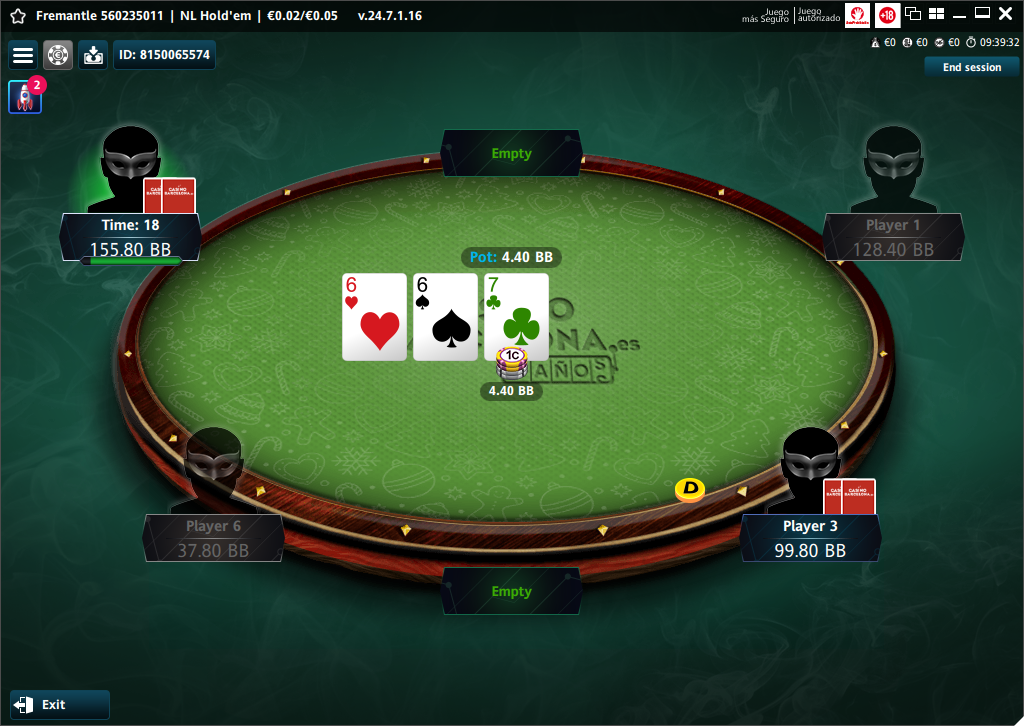 Fremantle 560235011 | NL Hold'em | €0.02/€0.05 v.24.7.1.16
Juego más Seguro
Juego autorizado
+18
ID: 8150065574
€0 €0 €0 09:39:32
End session
2
Empty
Time: 18
155.80 BB
Player 1
128.40 BB
Pot: 4.40 BB
6 6 7
1C
4.40 BB
.es
AÑOS
D
Player 6
37.80 BB
Player 3
99.80 BB
Empty
Exit